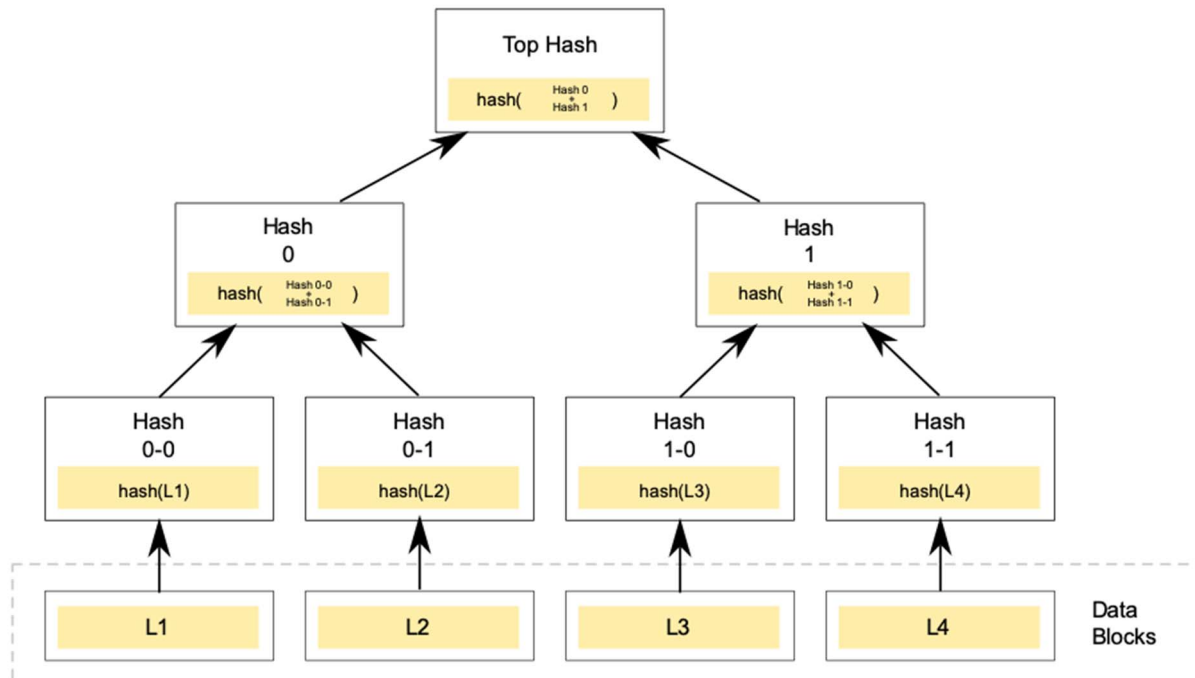 Top Hash
hash( Hash 0 + Hash 1 )
Hash
0
hash( Hash 0-0 + Hash 0-1 )
Hash
1
hash( Hash 1-0 + Hash 1-1 )
Hash
0-0
hash(L1)
Hash
0-1
hash(L2)
Hash
1-0
hash(L3)
Hash
1-1
hash(L4)
L1
L2
L3
L4
Data
Blocks